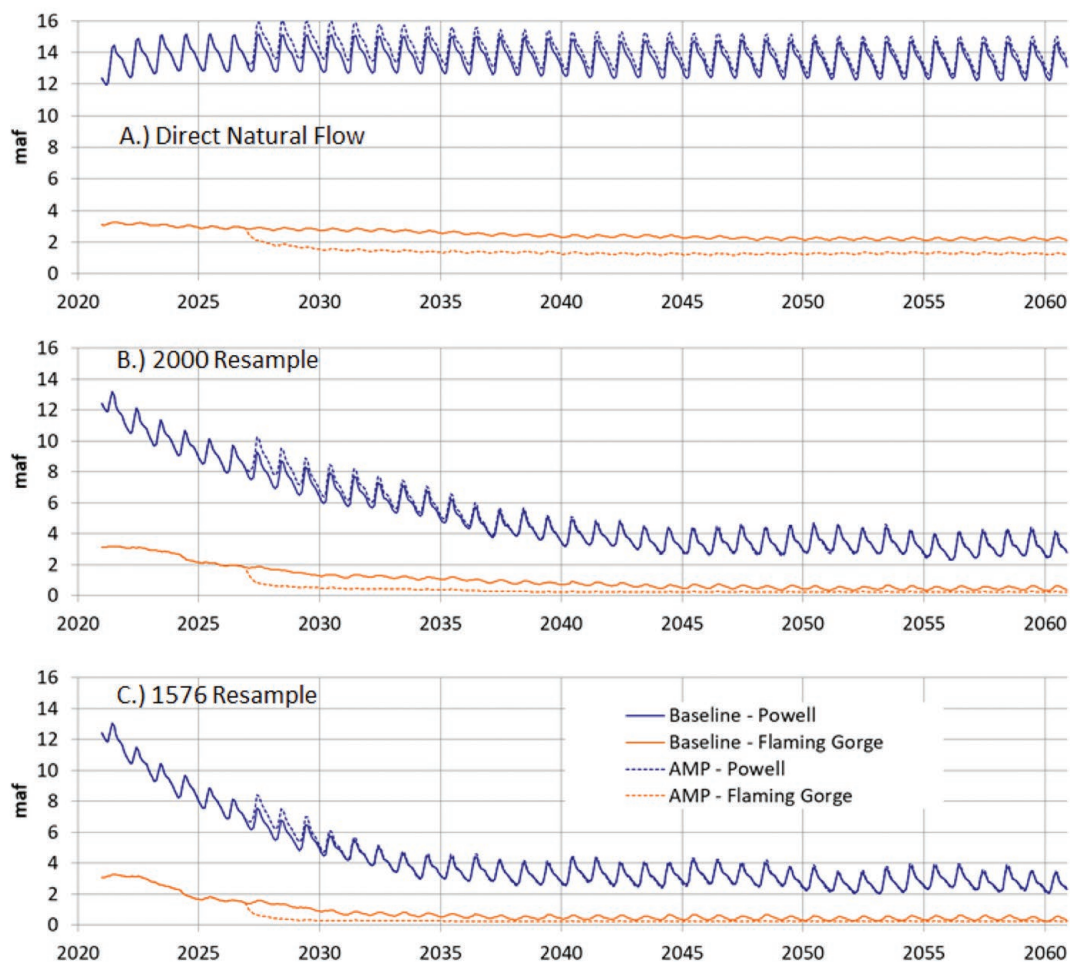 16
14
12
10
8
6
4
2
0
maf
A.) Direct Natural Flow
2020 2025 2030 2035 2040 2045 2050 2055 2060
16
14
12
10
8
6
4
2
0
maf
B.) 2000 Resample
2020 2025 2030 2035 2040 2045 2050 2055 2060
16
14
12
10
8
6
4
2
0
maf
C.) 1576 Resample
Baseline - Powell
Baseline - Flaming Gorge
AMP - Powell
AMP - Flaming Gorge
2020 2025 2030 2035 2040 2045 2050 2055 2060